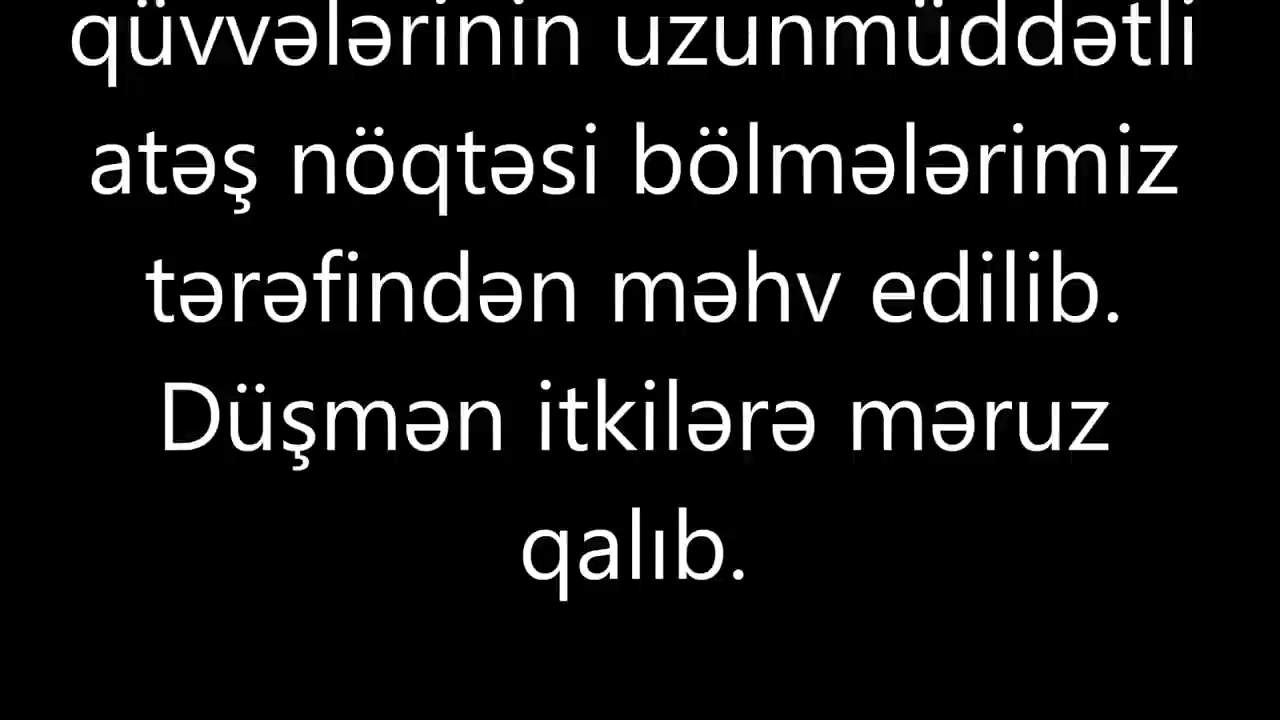 qüvvələrinin uzunmüddətli
atəş nöqtəsi bölmələrimiz
tərəfindən məhv edilib.
Düşmən itkilərə məruz
qalıb.